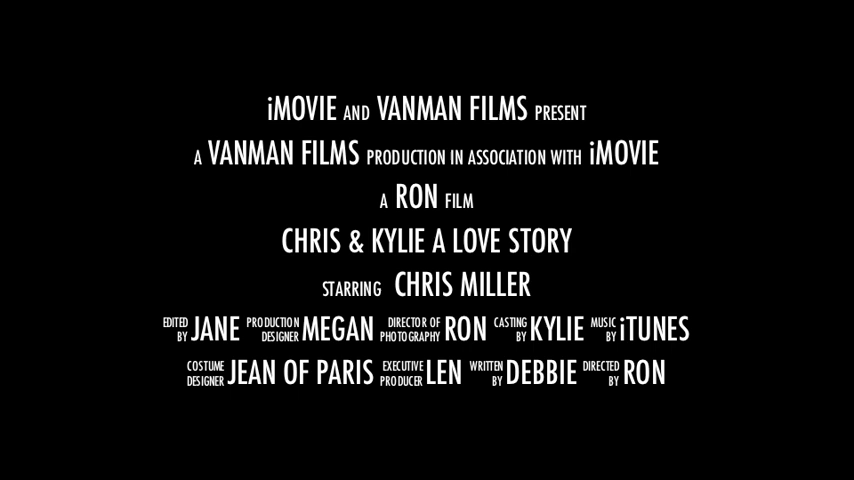 iMOVIE AND VANMAN FILMS PRESENT
A VANMAN FILMS PRODUCTION IN ASSOCIATION WITH iMOVIE
A RON FILM
CHRIS & KYLIE A LOVE STORY
STARRING CHRIS MILLER
EDITED BY JANE PRODUCTION DESIGNER MEGAN DIRECTOR OF PHOTOGRAPHY RON CASTING BY KYLIE MUSIC BY iTUNES
COSTUME DESIGNER JEAN OF PARIS EXECUTIVE PRODUCER LEN WRITTEN BY DEBBIE DIRECTED BY RON